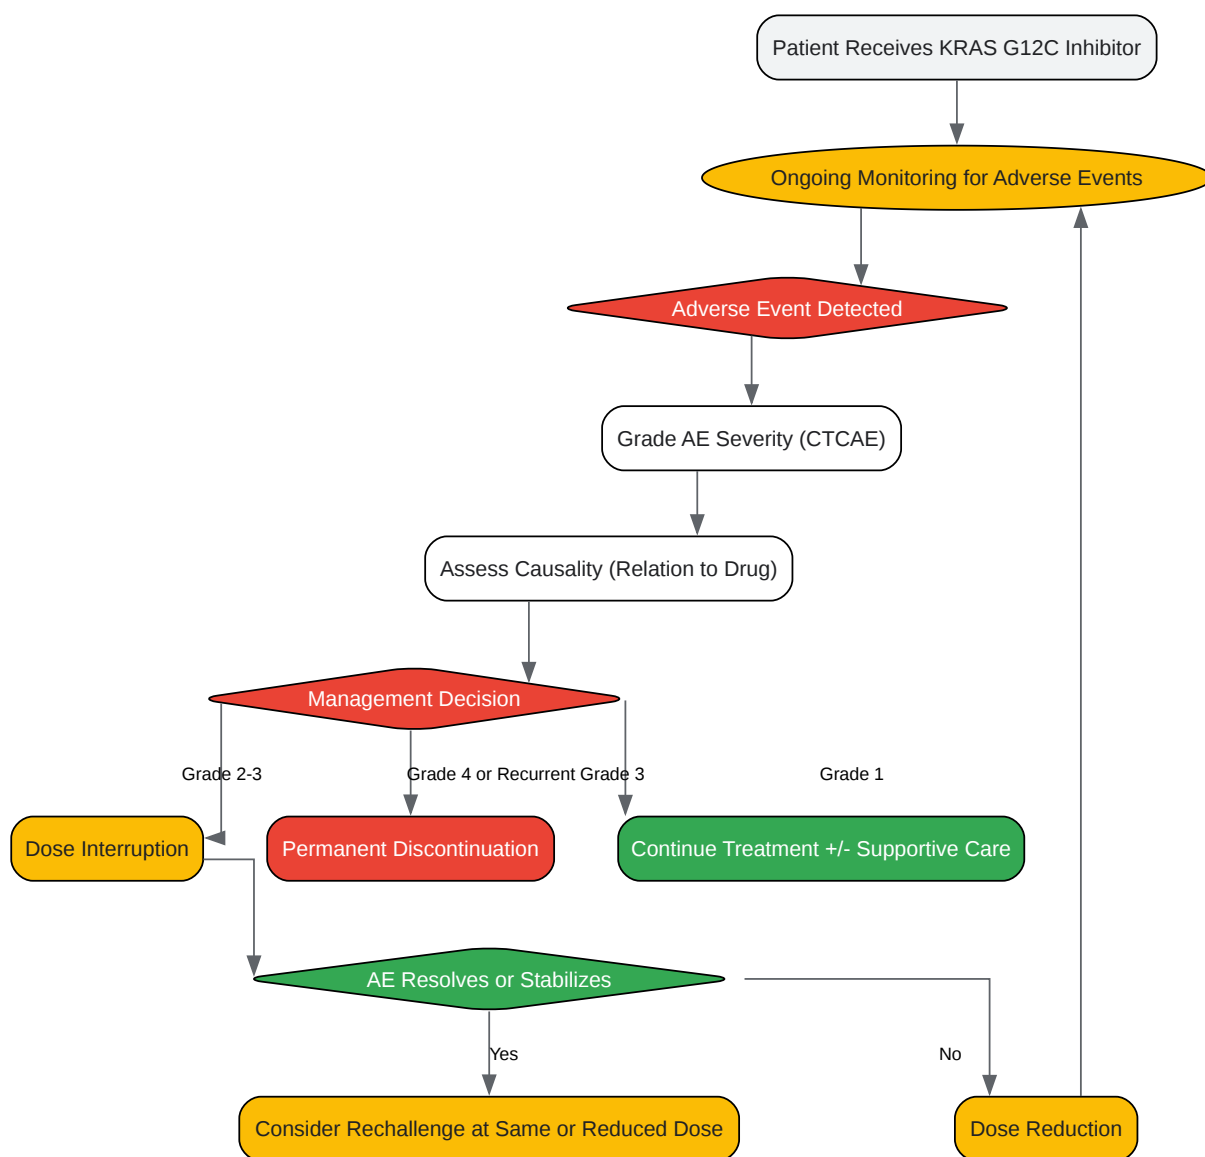 Patient Receives KRAS G12C Inhibitor
Ongoing Monitoring for Adverse Events
Adverse Event Detected
Grade AE Severity (CTCAE)
Assess Causality (Relation to Drug)
Management Decision
Grade 2-3
Grade 4 or Recurrent Grade 3
Grade 1
Dose Interruption
Permanent Discontinuation
Continue Treatment +/- Supportive Care
AE Resolves or Stabilizes
Yes
No
Consider Rechallenge at Same or Reduced Dose
Dose Reduction